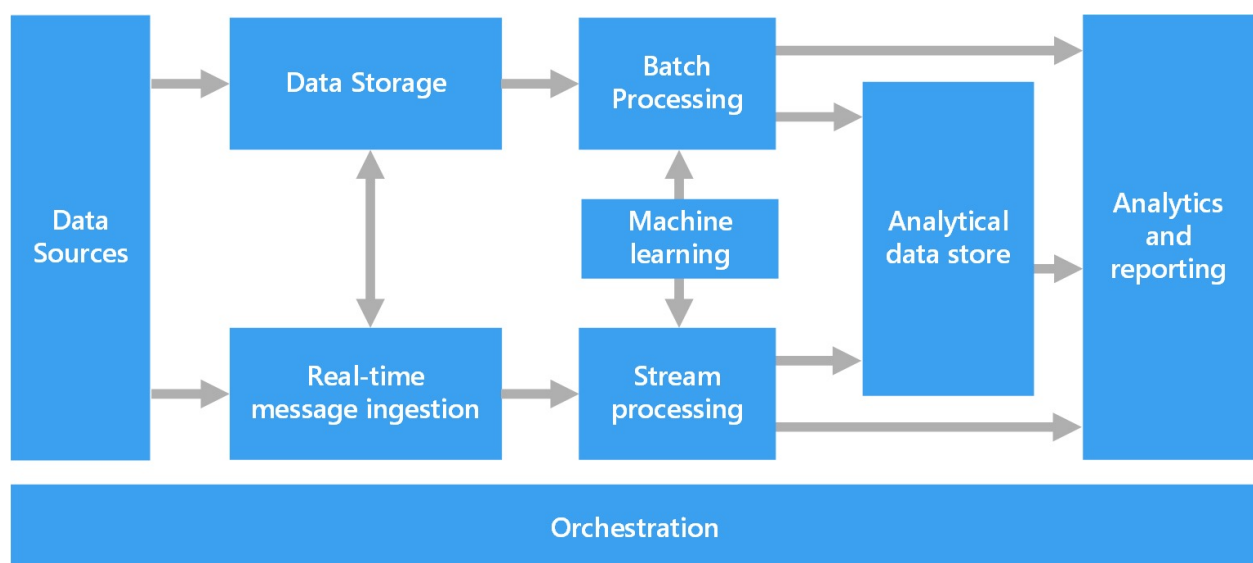 Data
Sources
Data Storage
Real-time
message ingestion
Batch
Processing
Machine
learning
Stream
processing
Analytical
data store
Analytics
and
reporting
Orchestration